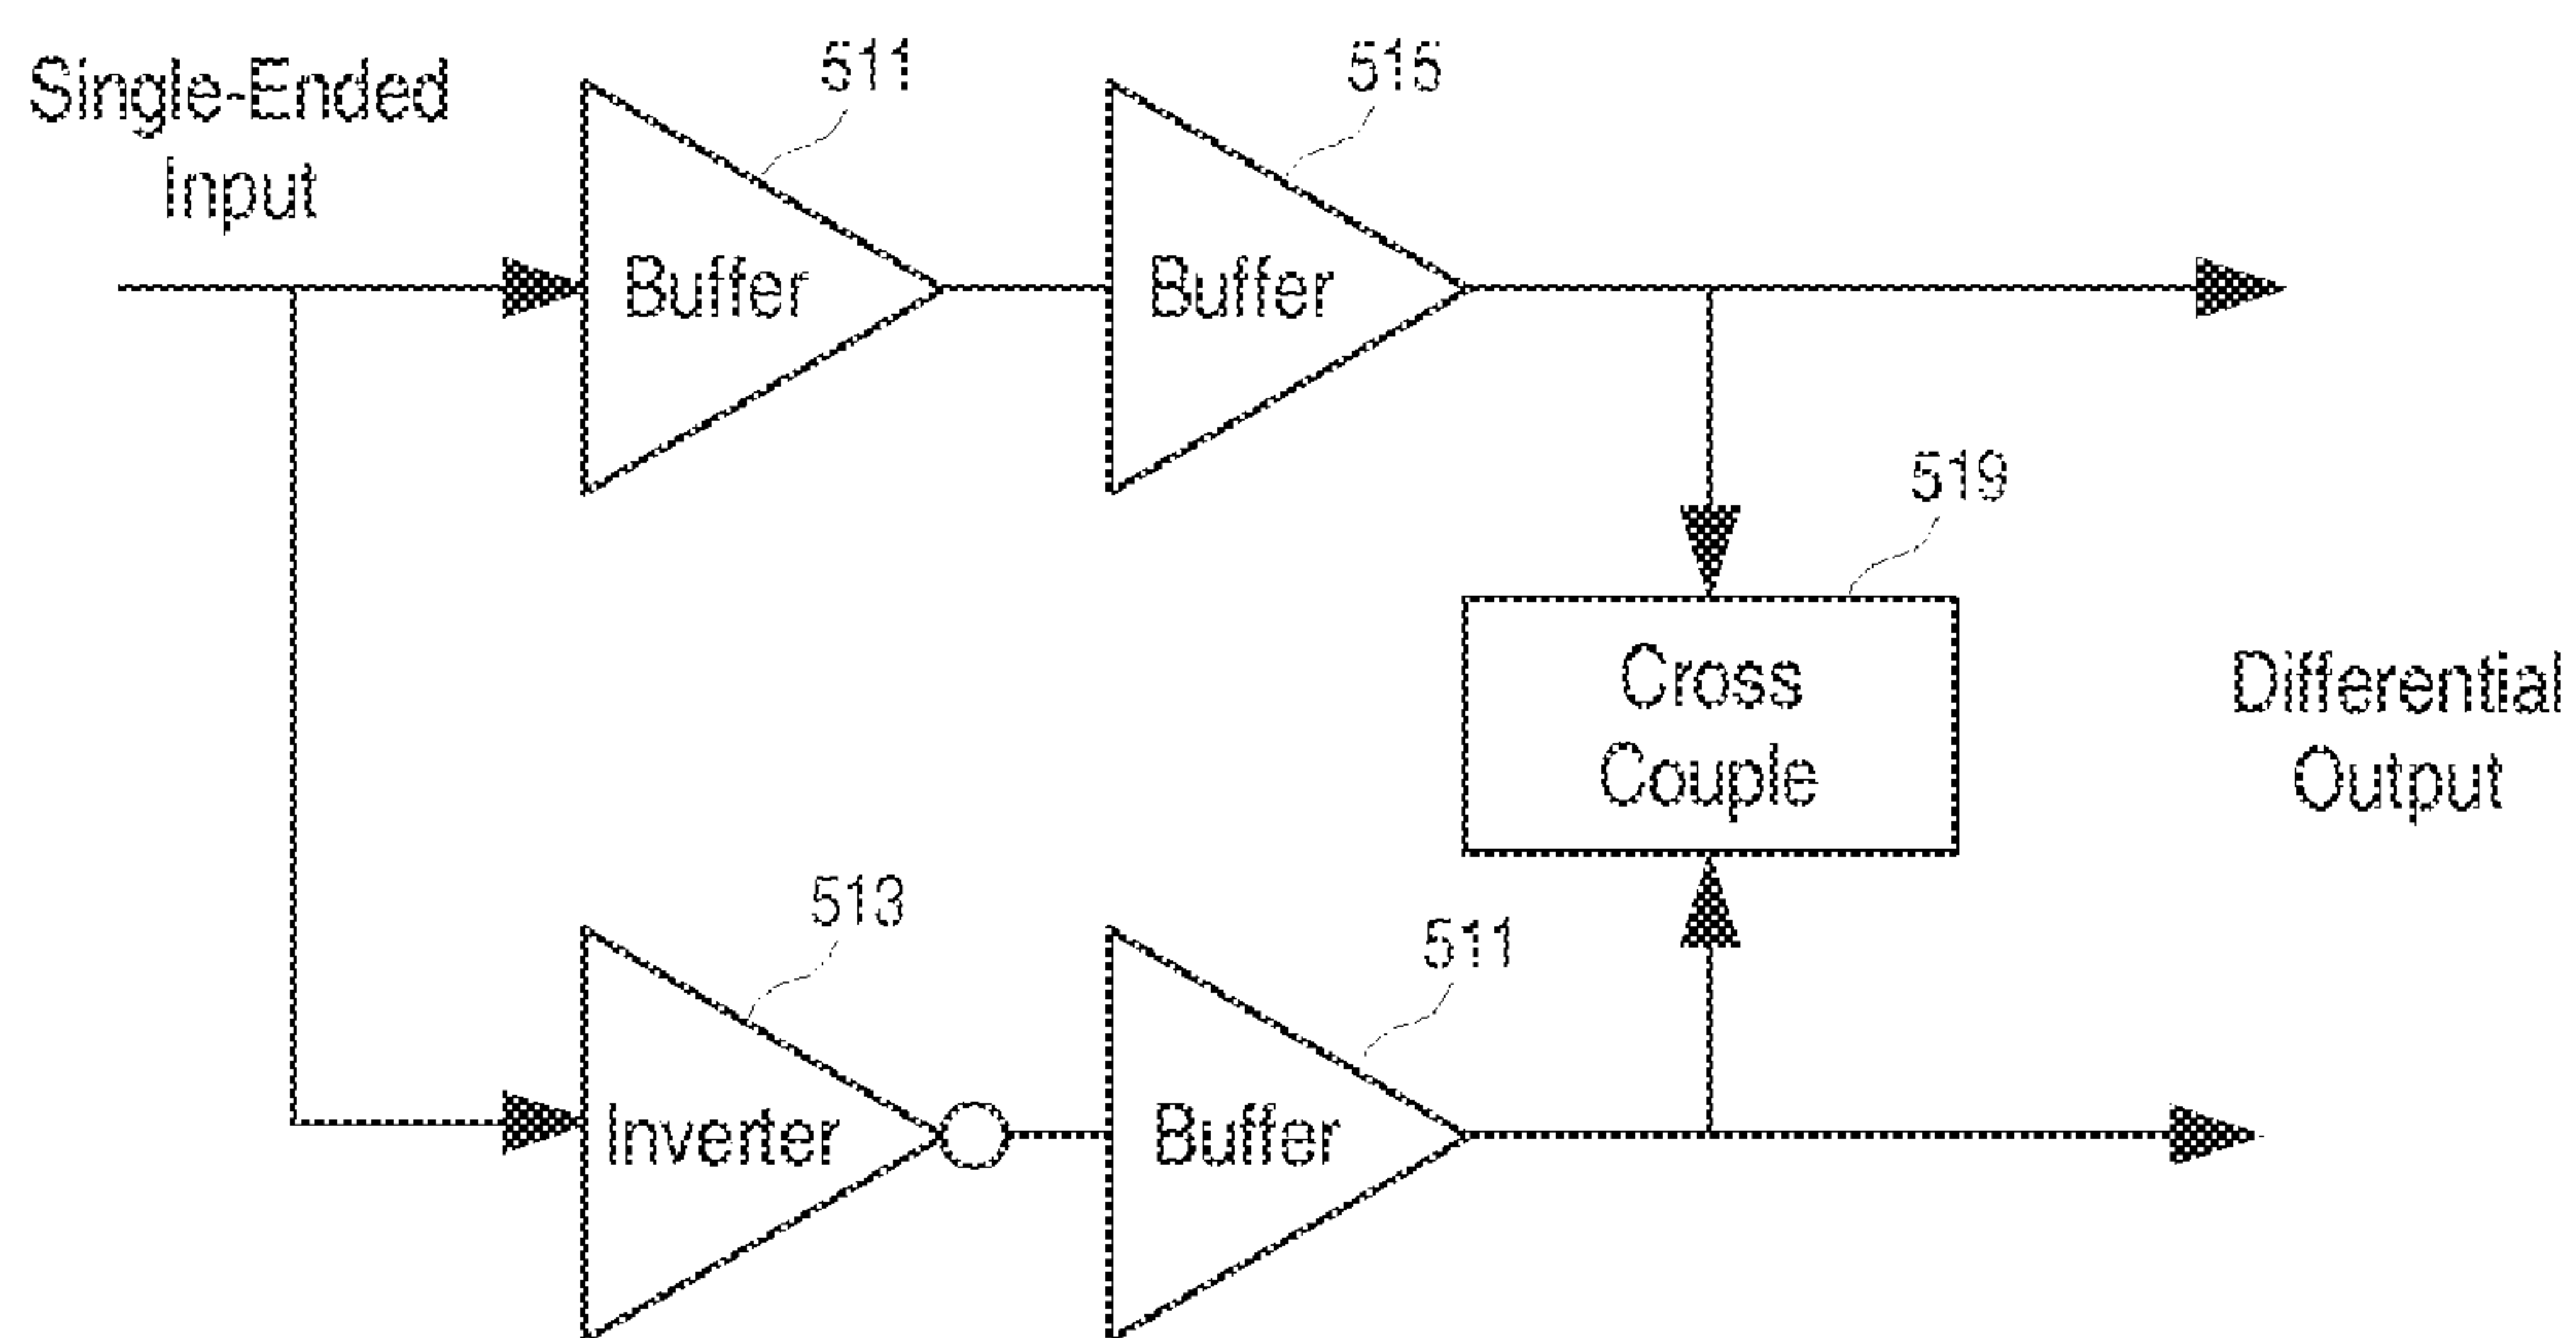 Single-Ended
Input
511
515
Buffer
Buffer
519
Cross
Couple
Differential
Output
513
511
Inverter
Buffer